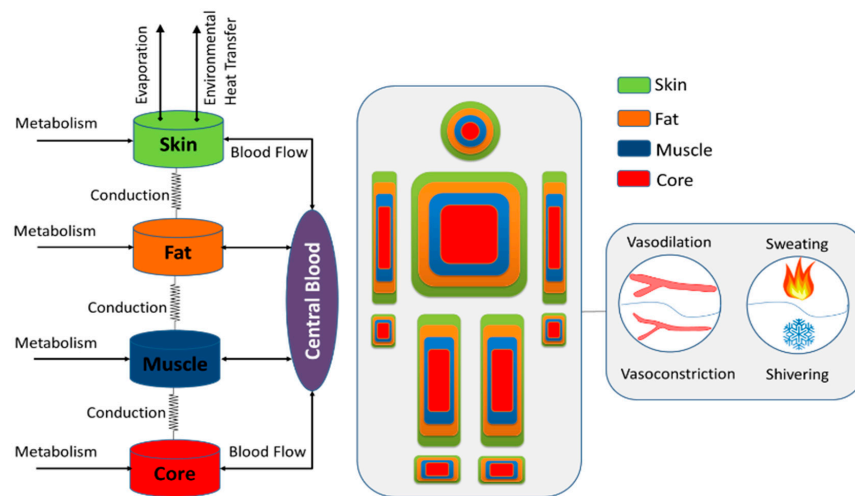 Evaporation
Environmental
Heat Transfer
Metabolism
Skin
Blood Flow
Conduction
Metabolism
Fat
Central Blood
Conduction
Metabolism
Muscle
Conduction
Metabolism
Blood Flow
Core
Skin
Fat
Muscle
Core
Vasodilation
Sweating
Vasoconstriction
Shivering